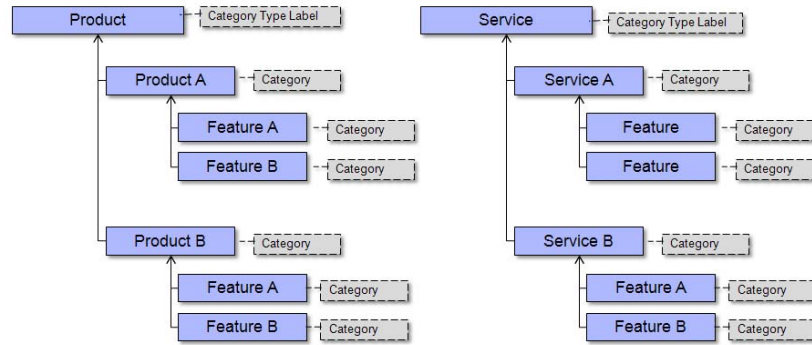 Product
Category Type Label
Product A
Category
Feature A
Category
Feature B
Category
Product B
Category
Feature A
Category
Feature B
Category
Service
Category Type Label
Service A
Category
Feature
Category
Feature
Category
Service B
Category
Feature A
Category
Feature B
Category